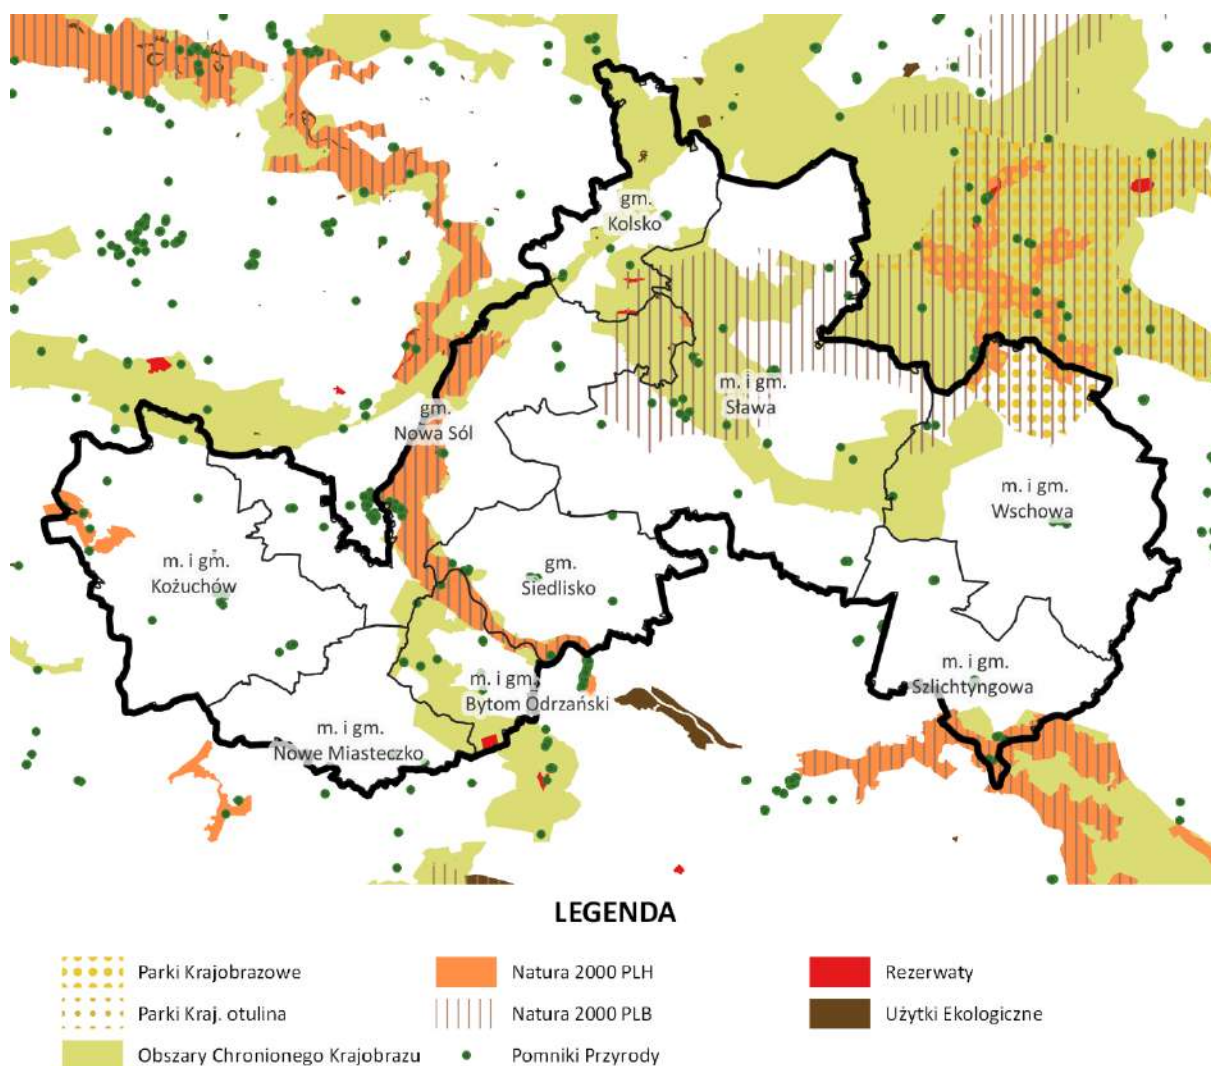 gm.
Kolsko
m. i gm.
Sława
gm.
Nowa Sól
m. i gm.
Wschowa
m. i gm.
Kożuchów
gm.
Siedlisko
m. i gm.
Szlichtyngowa
m. i gm.
Bytom Odrzański
m. i gm.
Nowe Miasteczko
LEGENDA
Parki Krajobrazowe
Natura 2000 PLH
Rezerwaty
Parki Kraj. otulina
Natura 2000 PLB
Użytki Ekologiczne
Obszary Chronionego Krajobrazu
Pomniki Przyrody